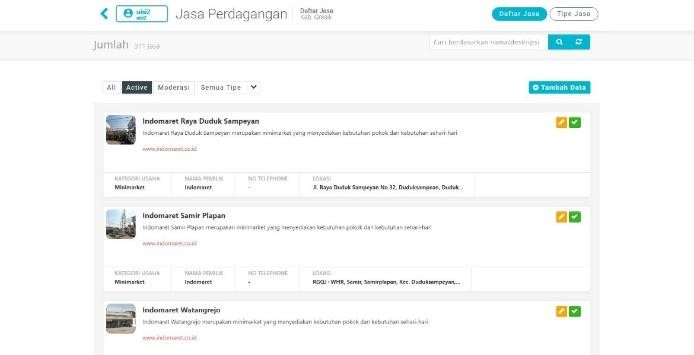 uisi2
uisi2
Jasa Perdagangan
Daftar Jasa
Kab. Gresik
Daftar Jasa
Tipe Jasa
Jumlah 311 Jasa
Cari berdasarkan nama/deskripsi
All Active Moderasi Semua Tipe
Tambah Data
Indomaret Raya Duduk Sampeyan
Indomaret Raya Duduk Sampeyan merupakan minimarket yang menyediakan kebutuhan pokok dan kebutuhan sehari-hari
www.indomaret.co.id
KATEGORI USAHA NAMA PEMILIK NO TELEPHONE LOKASI
Minimarket Indomaret - Jl. Raya Duduk Sampeyan No.32, Duduksampean, Duduk...
Indomaret Samir Plapan
Indomaret Samir Plapan merupakan minimarket yang menyediakan kebutuhan pokok dan kebutuhan sehari-hari
www.indomaret.co.id
KATEGORI USAHA NAMA PEMILIK NO TELEPHONE LOKASI
Minimarket Indomaret - WHR, Samir, Samirplapan, Kec. Duduksampeyan,...
Indomaret Watangrejo
Indomaret Watangrejo merupakan minimarket yang menyediakan kebutuhan pokok dan kebutuhan sehari-hari
www.indomaret.co.id